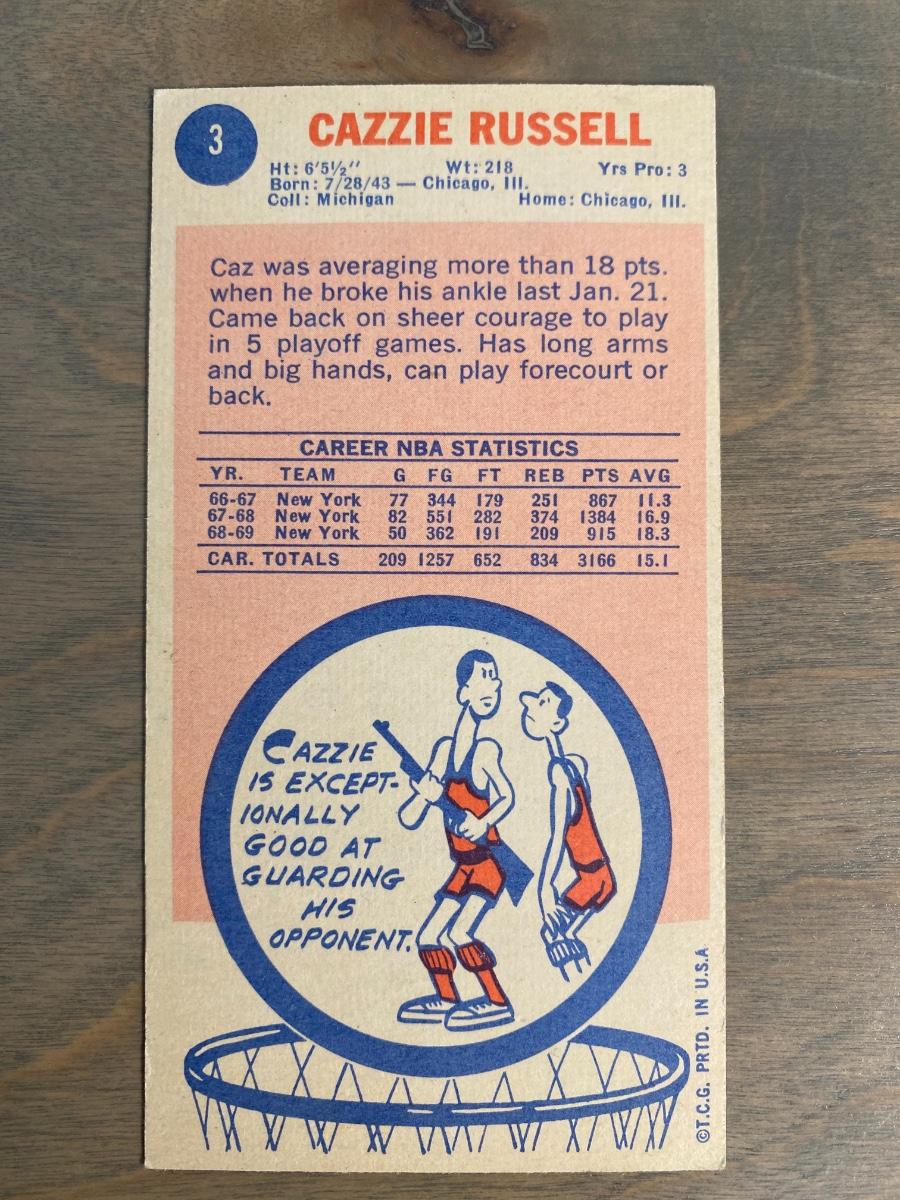 3
CAZZIE RUSSELL
Ht: 6'5½" Wt: 218 Yrs Pro: 3
Born: 7/28/43 — Chicago, Ill.
Coll: Michigan Home: Chicago, Ill.
Caz was averaging more than 18 pts.
when he broke his ankle last Jan. 21.
Came back on sheer courage to play
in 5 playoff games. Has long arms
and big hands, can play forecourt or
back.
CAREER NBA STATISTICS
YR. TEAM G FG FT REB PTS AVG
66-67 New York 77 344 179 251 867 11.3
67-68 New York 82 551 282 374 1384 16.9
68-69 New York 50 362 191 209 915 18.3
CAR. TOTALS 209 1257 652 834 3166 15.1
CAZZIE
IS EXCEPT-
IONALLY
GOOD AT
GUARDING
HIS
OPPONENT.
©T.C.G. PRTD. IN U.S.A